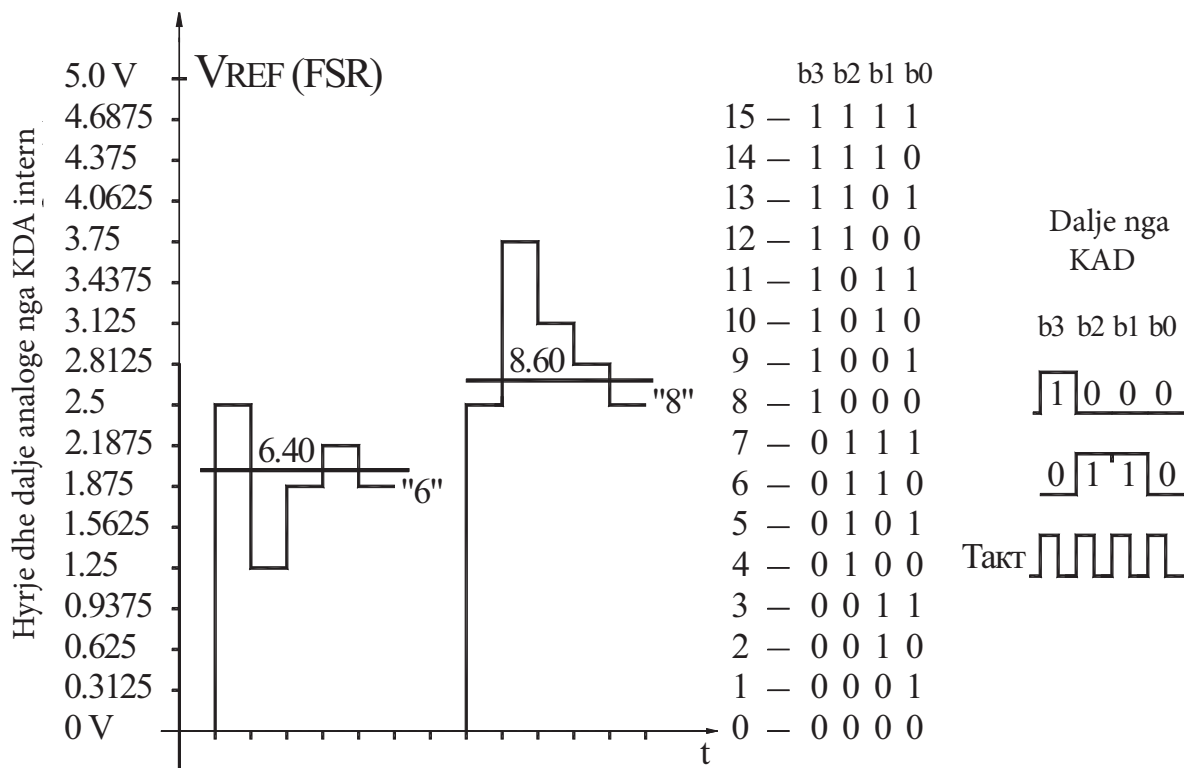 Hyrje dhe dalje analoge nga KDA intern
5.0 V
4.6875
4.375
4.0625
3.75
3.4375
3.125
2.8125
2.5
2.1875
1.875
1.5625
1.25
0.9375
0.625
0.3125
0 V
VREF (FSR)
6.40
"6"
8.60
"8"
t
b3 b2 b1 b0
15 – 1 1 1 1
14 – 1 1 1 0
13 – 1 1 0 1
12 – 1 1 0 0
11 – 1 0 1 1
10 – 1 0 1 0
9 – 1 0 0 1
8 – 1 0 0 0
7 – 0 1 1 1
6 – 0 1 1 0
5 – 0 1 0 1
4 – 0 1 0 0
3 – 0 0 1 1
2 – 0 0 1 0
1 – 0 0 0 1
0 – 0 0 0 0
Dalje nga
KAD
b3 b2 b1 b0
1 0 0 0
0 1 1 0
Такт